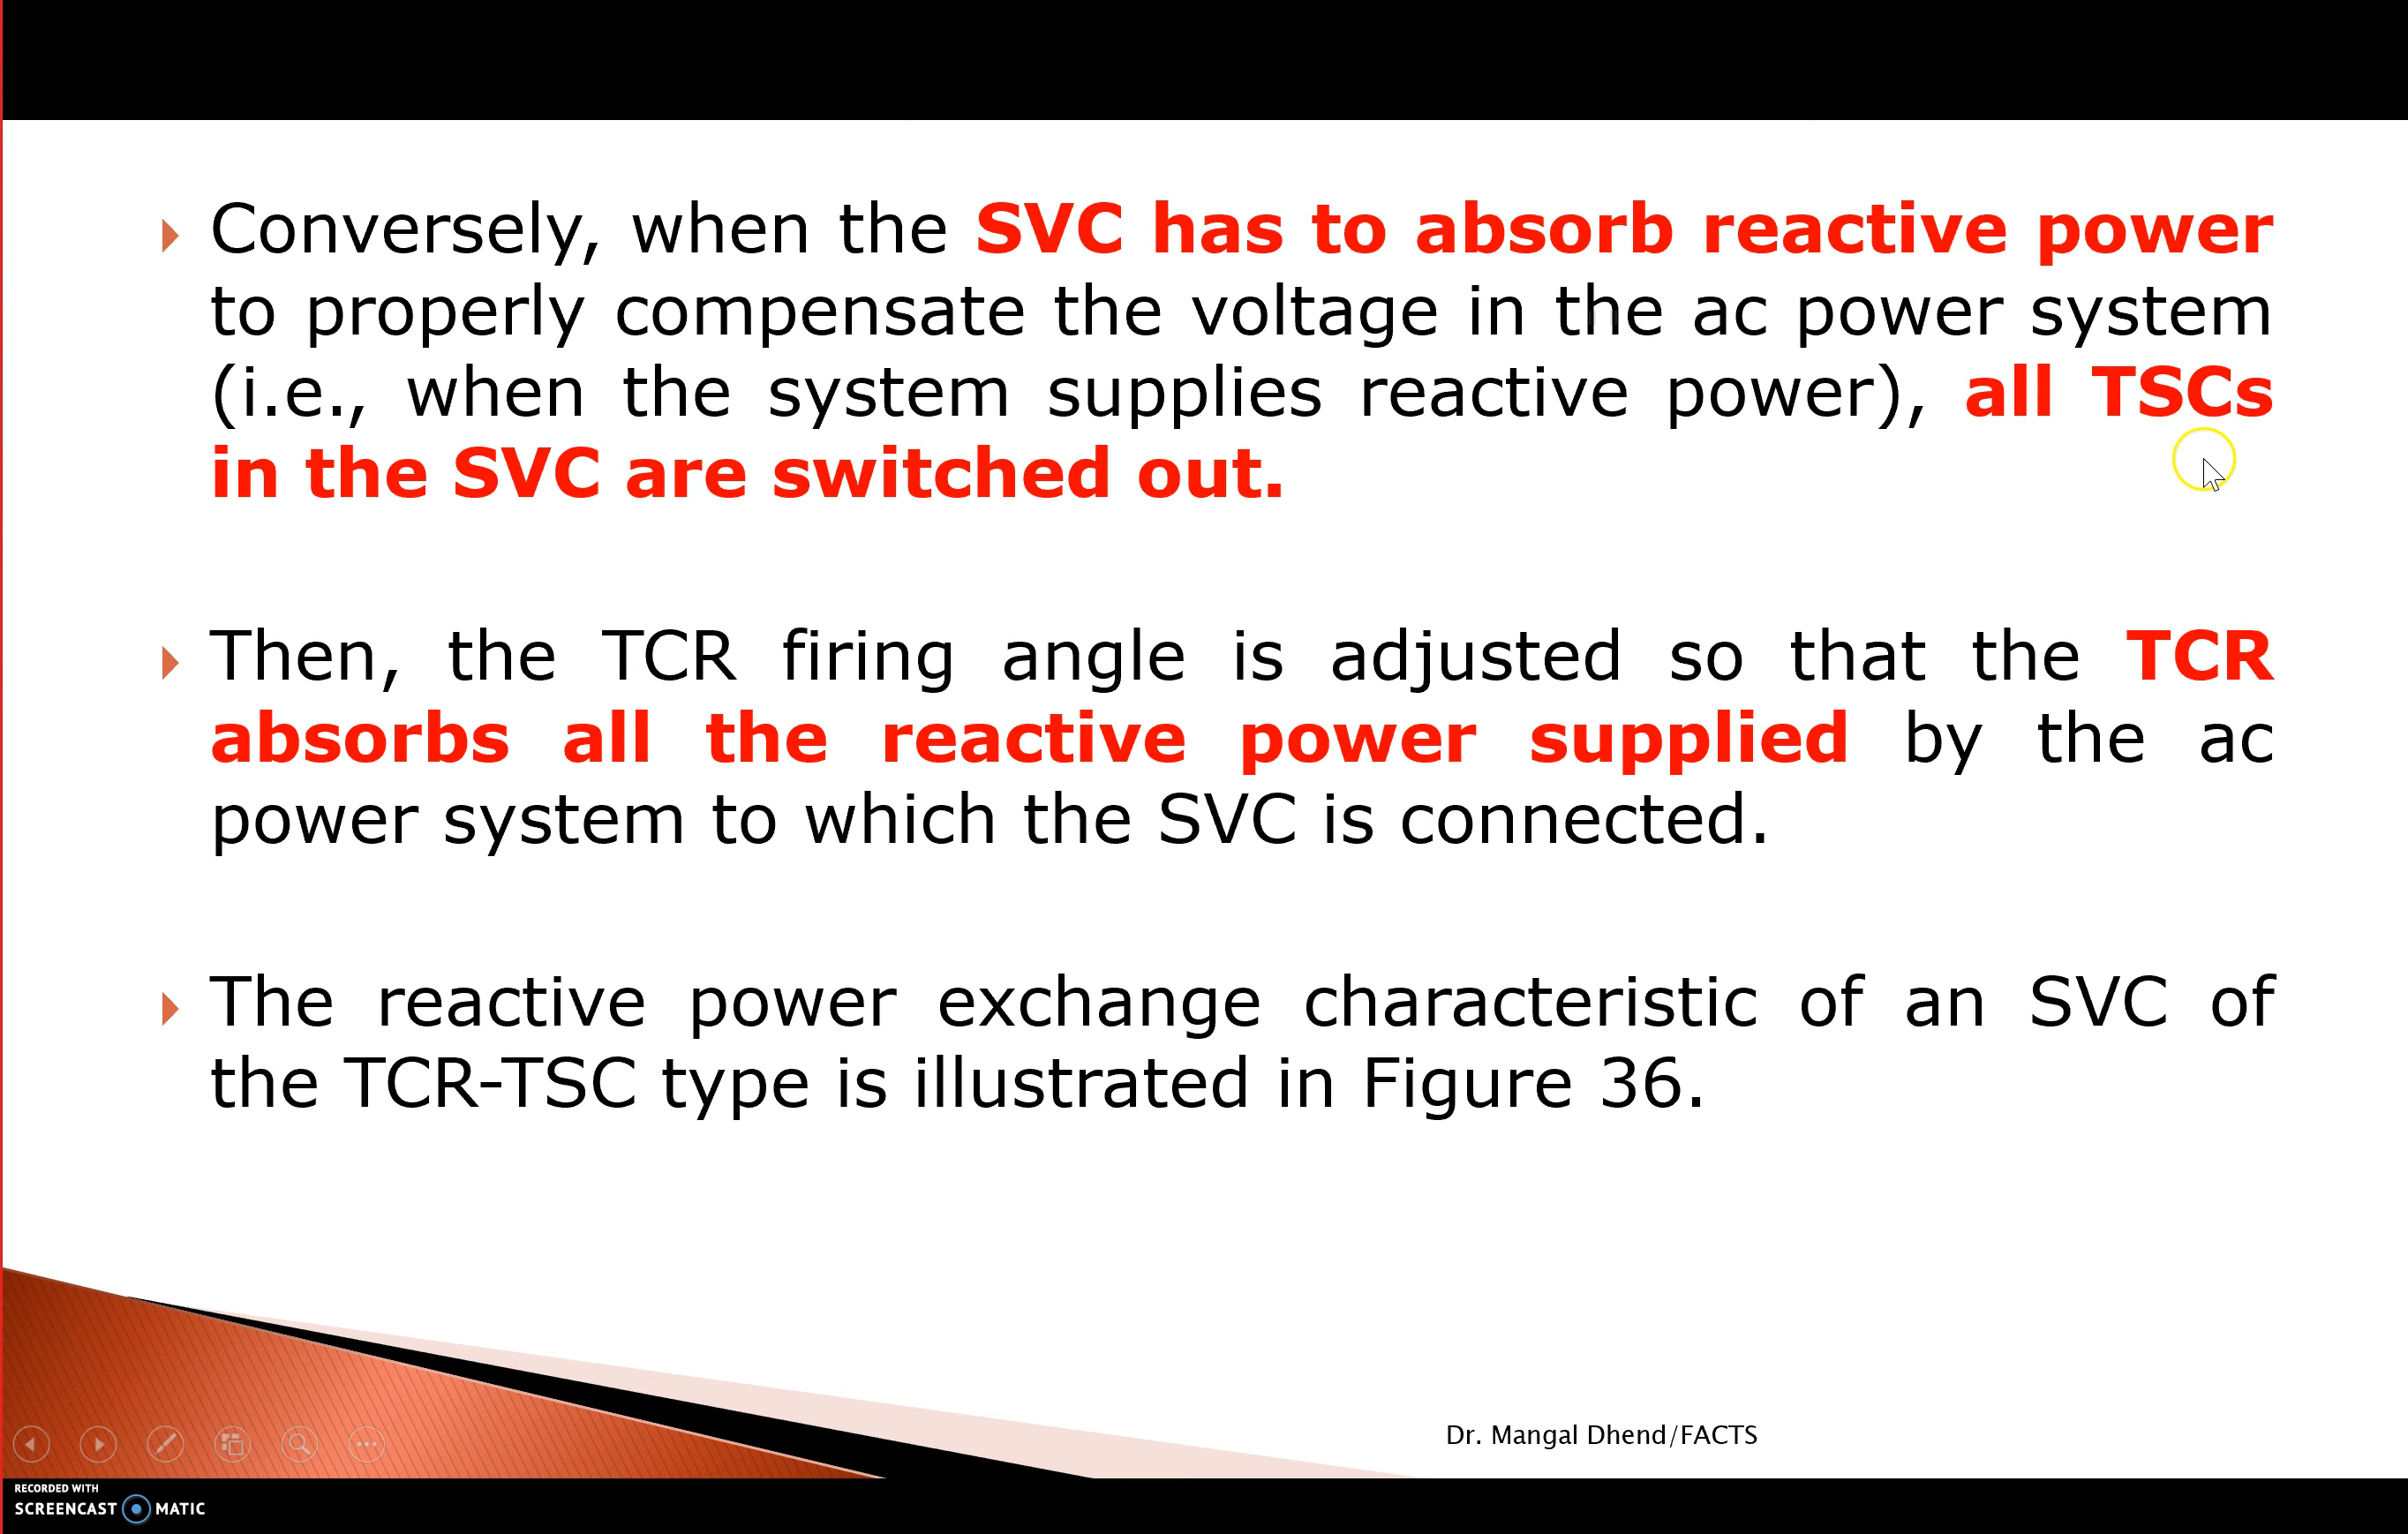 Conversely, when the SVC has to absorb reactive power
to properly compensate the voltage in the ac power system
(i.e., when the system supplies reactive power), all TSCs
in the SVC are switched out.
Then, the TCR firing angle is adjusted so that the TCR
absorbs all the reactive power supplied by the ac
power system to which the SVC is connected.
The reactive power exchange characteristic of an SVC of
the TCR-TSC type is illustrated in Figure 36.
Dr. Mangal Dhend/FACTS
RECORDED WITH
SCREENCAST MATIC